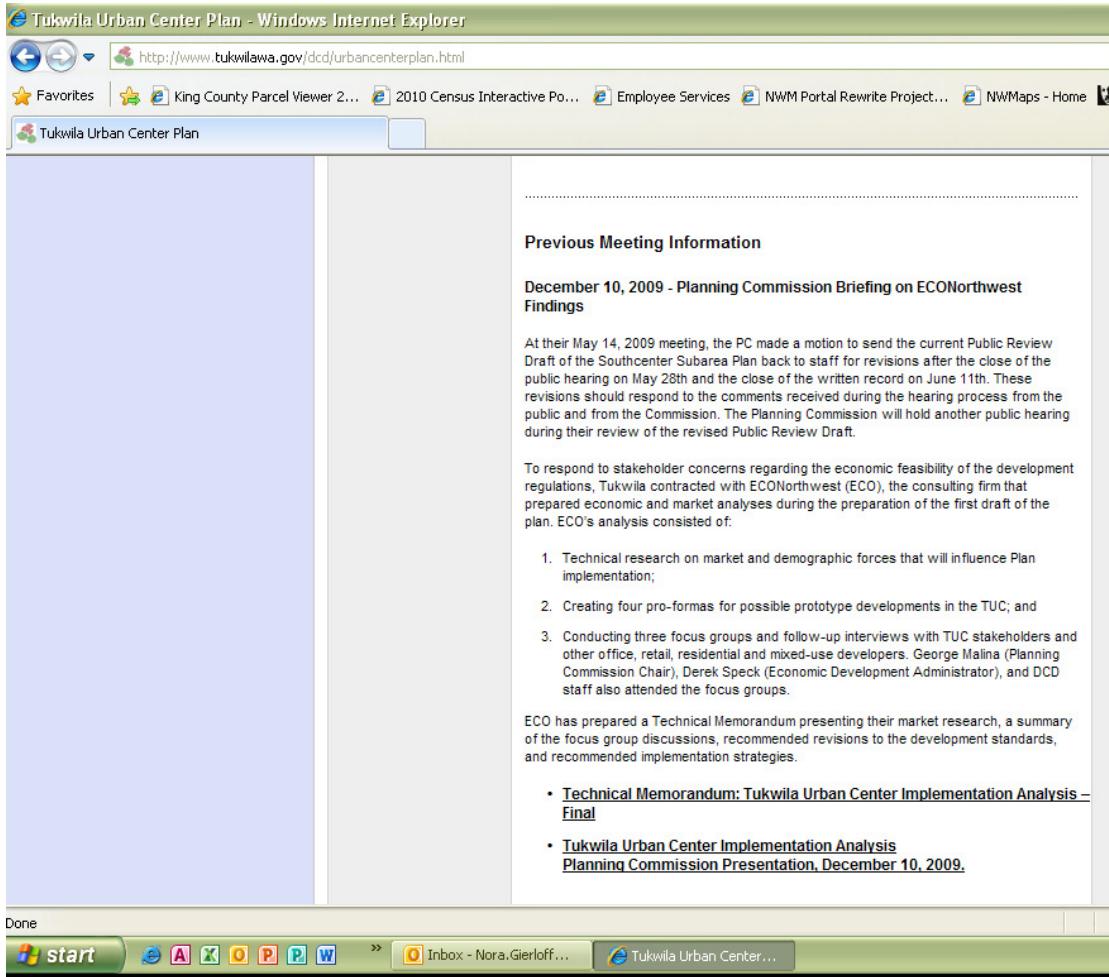 Tukwila Urban Center Plan - Windows Internet Explorer
http://www.tukwilawa.gov/dcd/urbancenterplan.html
Favorites King County Parcel Viewer 2... 2010 Census Interactive Po... Employee Services NWM Portal Rewrite Project... NWMaps - Home
Tukwila Urban Center Plan
Previous Meeting Information
December 10, 2009 - Planning Commission Briefing on ECONorthwest
Findings
At their May 14, 2009 meeting, the PC made a motion to send the current Public Review
Draft of the Southcenter Subarea Plan back to staff for revisions after the close of the
public hearing on May 28th and the close of the written record on June 11th. These
revisions should respond to the comments received during the hearing process from the
public and from the Commission. The Planning Commission will hold another public hearing
during their review of the revised Public Review Draft.
To respond to stakeholder concerns regarding the economic feasibility of the development
regulations, Tukwila contracted with ECONorthwest (ECO), the consulting firm that
prepared economic and market analyses during the preparation of the first draft of the
plan. ECO's analysis consisted of:
1. Technical research on market and demographic forces that will influence Plan
implementation;
2. Creating four pro-formas for possible prototype developments in the TUC; and
3. Conducting three focus groups and follow-up interviews with TUC stakeholders and
other office, retail, residential and mixed-use developers. George Malina (Planning
Commission Chair), Derek Speck (Economic Development Administrator), and DCD
staff also attended the focus groups.
ECO has prepared a Technical Memorandum presenting their market research, a summary
of the focus group discussions, recommended revisions to the development standards,
and recommended implementation strategies.
• Technical Memorandum: Tukwila Urban Center Implementation Analysis –
Final
• Tukwila Urban Center Implementation Analysis
Planning Commission Presentation, December 10, 2009.
Done
start A X O P P W » Inbox - Nora.Gierloff... Tukwila Urban Center...